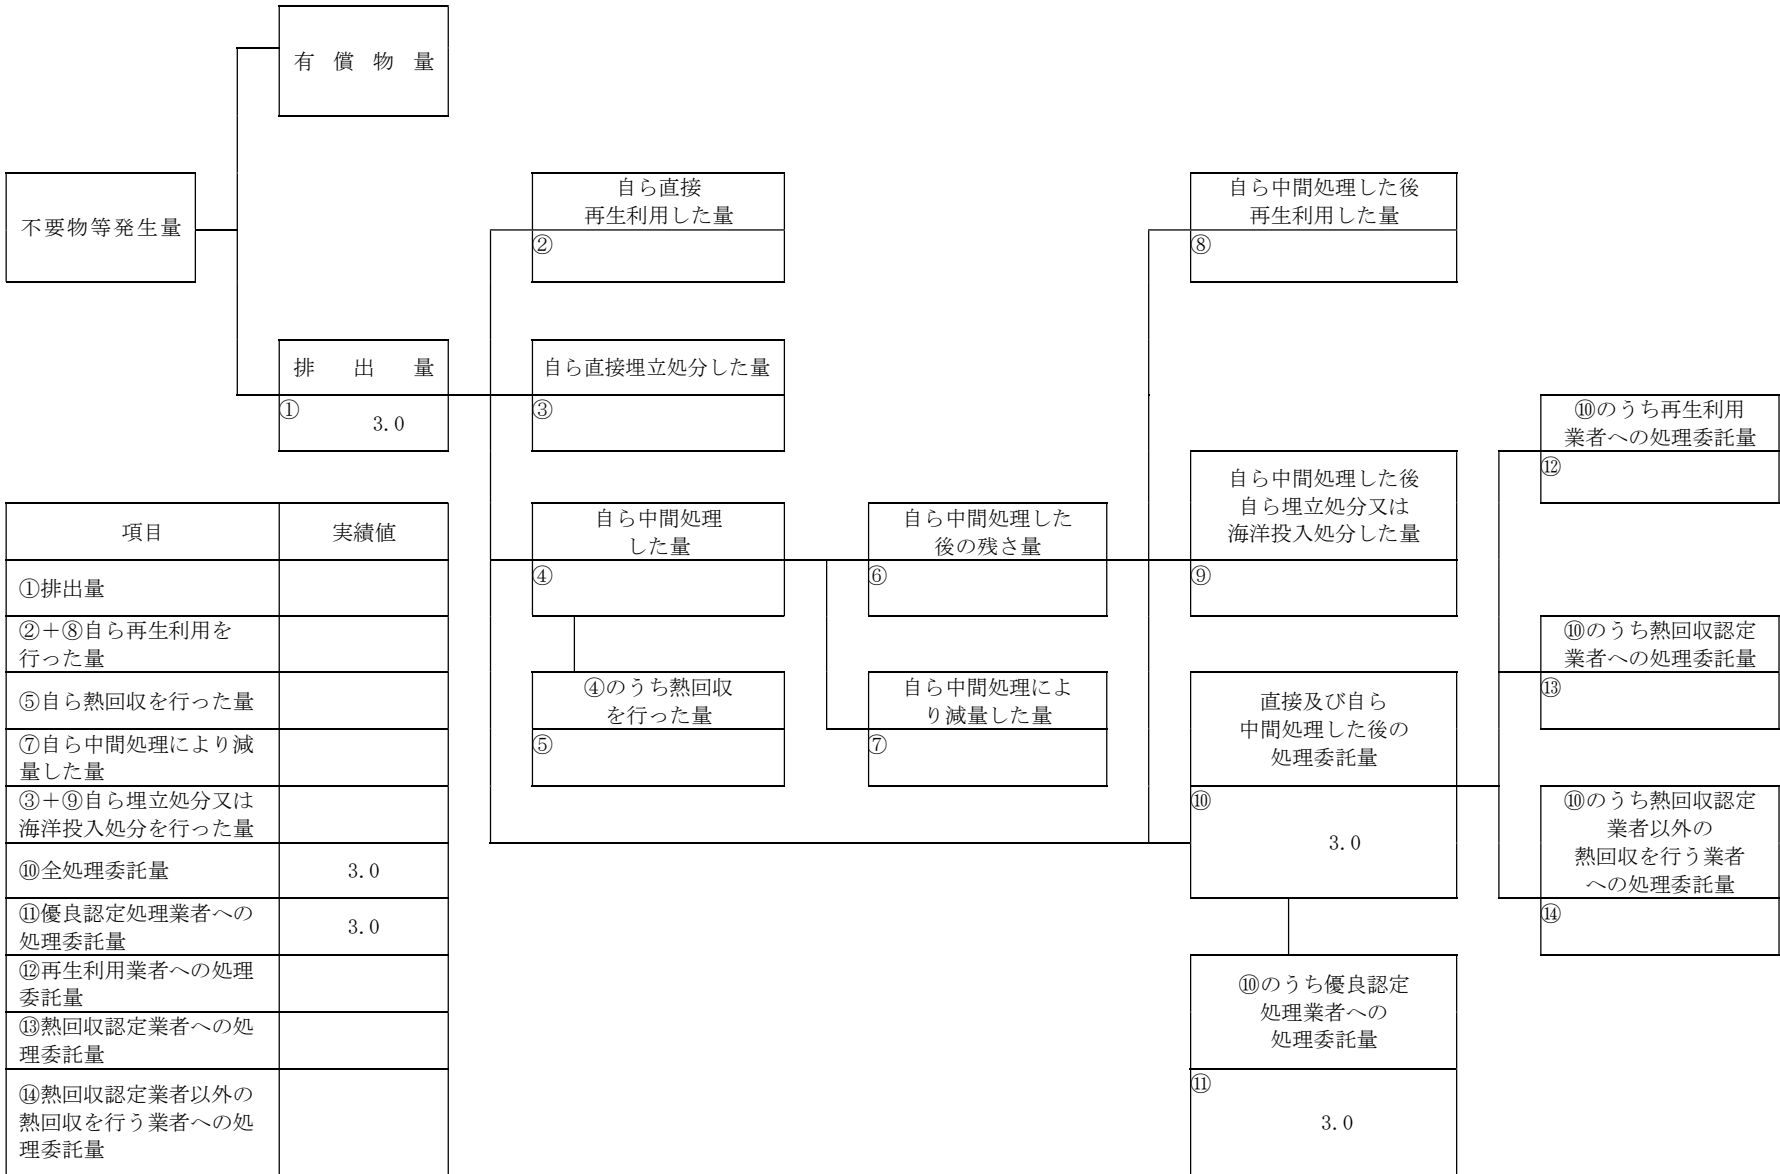 有 償 物 量
不要物等発生量
自ら直接
再生利用した量
②
自ら中間処理した後
再生利用した量
⑧
排 出 量
①
3.0
自ら直接埋立処分した量
③
⑩のうち再生利用
業者への処理委託量
⑫
自ら中間処理
した量
④
自ら中間処理した
後の残さ量
⑥
自ら中間処理した後
自ら埋立処分又は
海洋投入処分した量
⑨
⑩のうち熱回収認定
業者への処理委託量
⑬
④のうち熱回収
を行った量
⑤
自ら中間処理によ
り減量した量
⑦
直接及び自ら
中間処理した後の
処理委託量
⑩
3.0
⑩のうち熱回収認定
業者以外の
熱回収を行う業者
への処理委託量
⑭
⑩のうち優良認定
処理業者への
処理委託量
⑪
3.0
項目 実績値
①排出量
②＋⑧自ら再生利用を
行った量
⑤自ら熱回収を行った量
⑦自ら中間処理により減
量した量
③＋⑨自ら埋立処分又は
海洋投入処分を行った量
⑩全処理委託量 3.0
⑪優良認定処理業者への
処理委託量 3.0
⑫再生利用業者への処理
委託量
⑬熱回収認定業者への処
理委託量
⑭熱回収認定業者以外の
熱回収を行う業者への処
理委託量